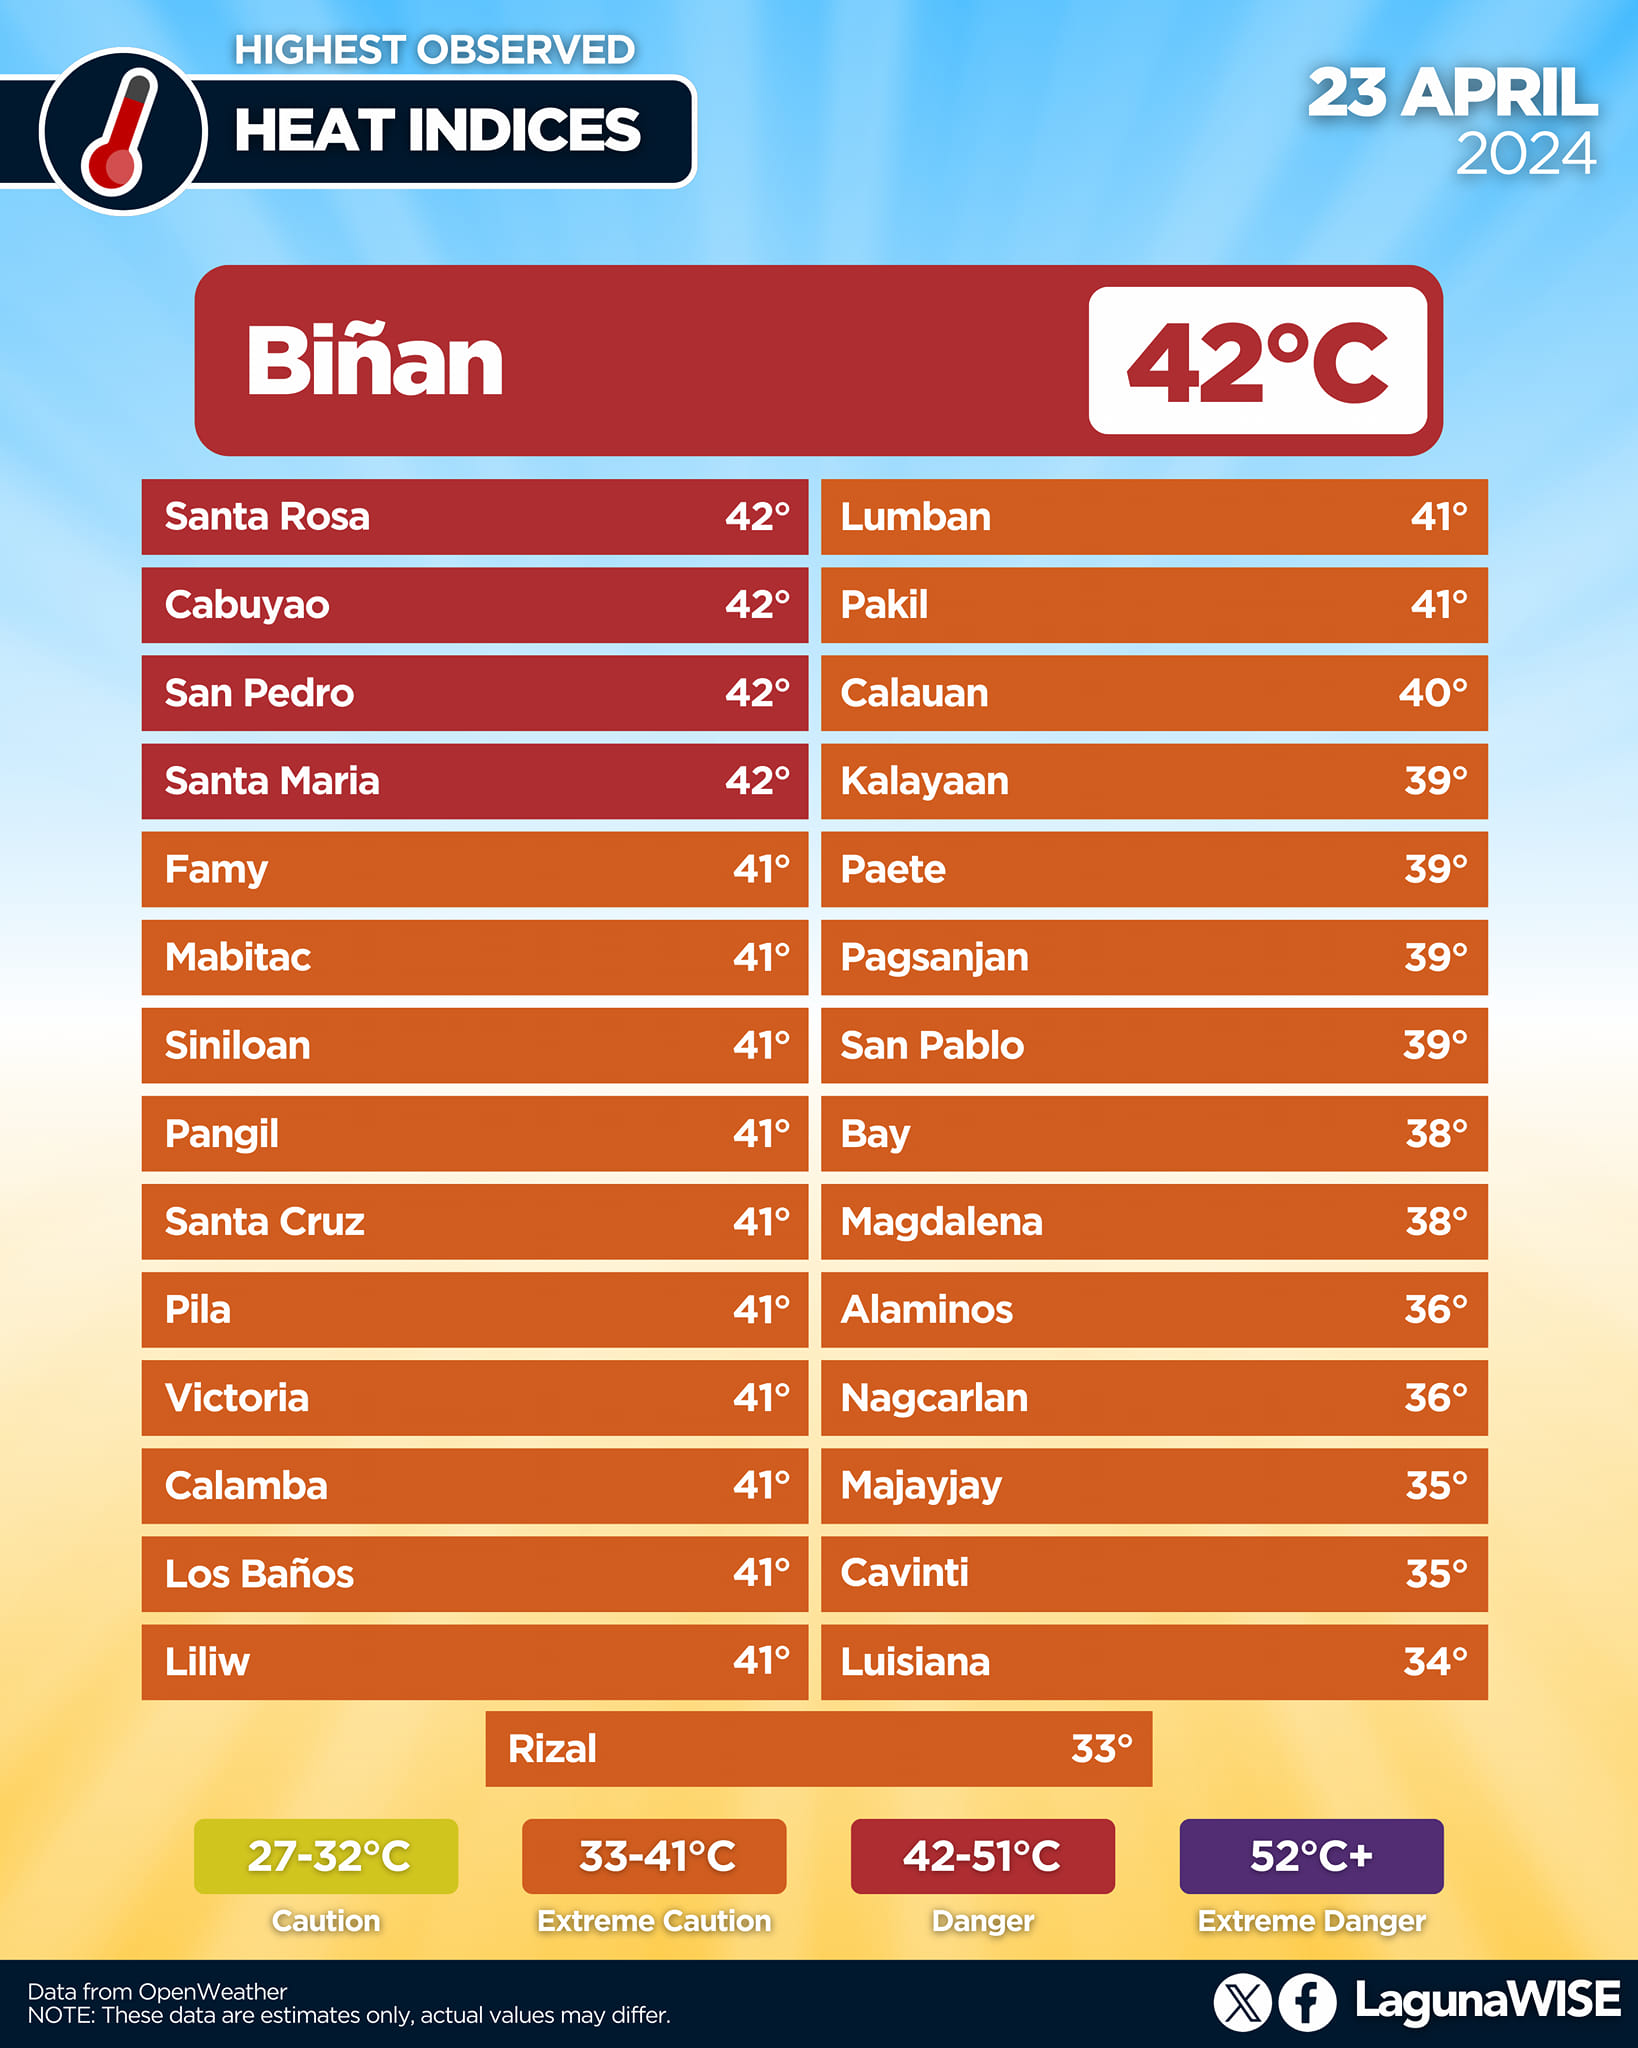 HIGHEST OBSERVED
HEAT INDICES
23 APRIL
2024
Biñan 42°C
Santa Rosa 42°
Cabuyao 42°
San Pedro 42°
Santa Maria 42°
Famy 41°
Mabitac 41°
Siniloan 41°
Pangil 41°
Santa Cruz 41°
Pila 41°
Victoria 41°
Calamba 41°
Los Baños 41°
Liliw 41°
Lumban 41°
Pakil 41°
Calauan 40°
Kalayaan 39°
Paete 39°
Pagsanjan 39°
San Pablo 39°
Bay 38°
Magdalena 38°
Alaminos 36°
Nagcarlan 36°
Majayjay 35°
Cavinti 35°
Luisiana 34°
Rizal 33°
27-32°C
Caution
33-41°C
Extreme Caution
42-51°C
Danger
52°C+
Extreme Danger
Data from OpenWeather
NOTE: These data are estimates only, actual values may differ.
LagunaWISE